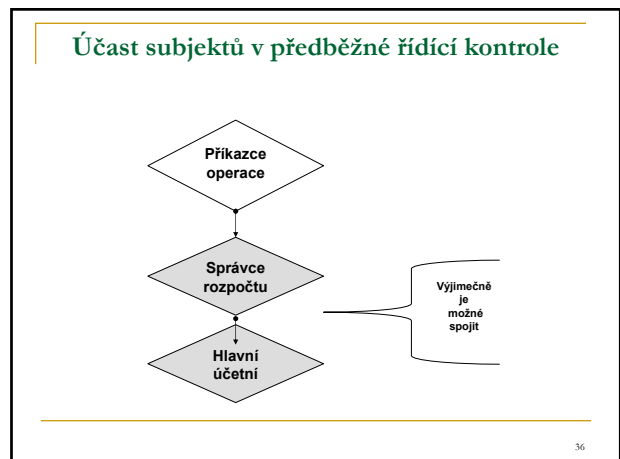 Účast subjektů v předběžné řídící kontrole
Příkazce
operace
Správce
rozpočtu
Výjimečně
je
možné
spojit
Hlavní
účetní
36